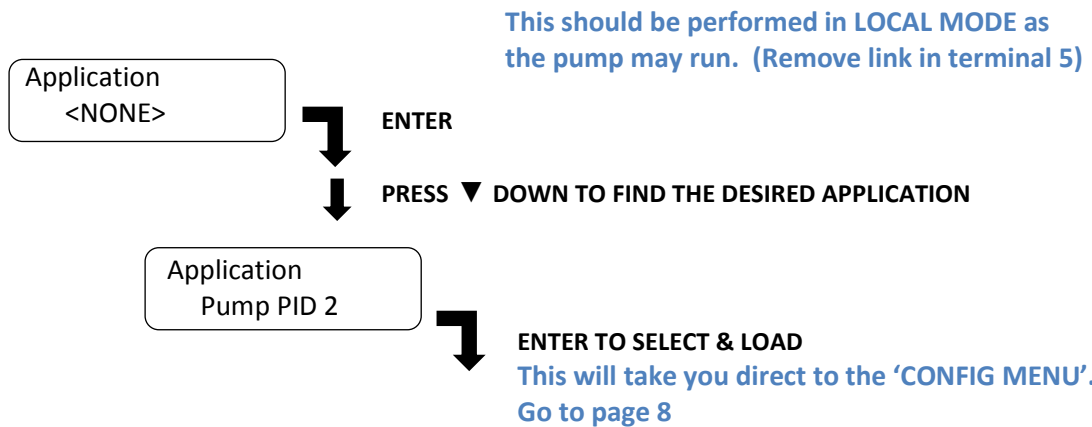 This should be performed in LOCAL MODE as
the pump may run. (Remove link in terminal 5)
Application
<NONE>
ENTER
PRESS ▼ DOWN TO FIND THE DESIRED APPLICATION
Application
Pump PID 2
ENTER TO SELECT & LOAD
This will take you direct to the ‘CONFIG MENU’.
Go to page 8